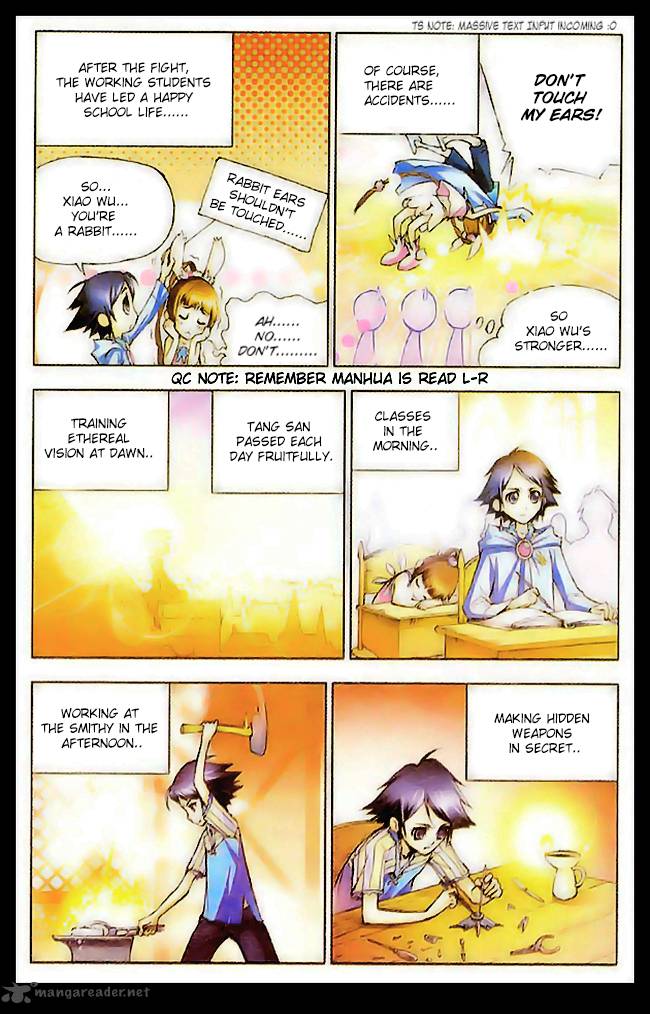 TS NOTE: MASSIVE TEXT INPUT INCOMING :O
AFTER THE FIGHT,
THE WORKING STUDENTS
HAVE LED A HAPPY
SCHOOL LIFE......
SO...
XIAO WU...
YOU'RE
A RABBIT......
RABBIT EARS
SHOULDN'T
BE TOUCHED......
AH......
NO......
DON'T.........
OF COURSE,
THERE ARE
ACCIDENTS......
DON'T
TOUCH
MY EARS!
SO
XIAO WU'S
STRONGER......
QC NOTE: REMEMBER MANHUA IS READ L-R
TRAINING
ETHEREAL
VISION AT DAWN..
TANG SAN
PASSED EACH
DAY FRUITFULLY.
CLASSES
IN THE
MORNING..
WORKING AT
THE SMITHY IN THE
AFTERNOON..
MAKING HIDDEN
WEAPONS
IN SECRET..
mangareader.net